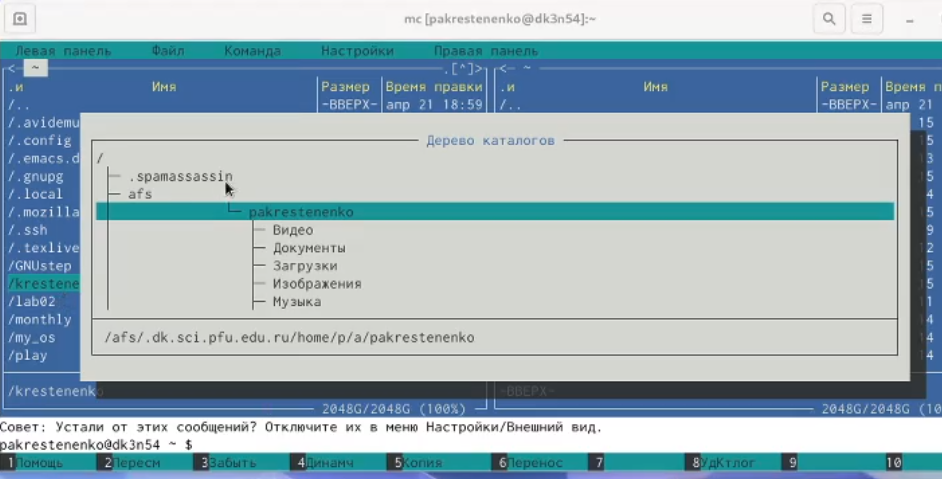 mc [pakrestenenko@dk3n54]:~
Левая панель Файл Команда Настройки Правая панель
<─ ~ .[^]> <─ ~
.и Имя Размер Время правки .и Имя Размер Время п
/.. -ВВЕРХ- апр 21 18:59 /.. -ВВЕРХ- апр 21
/.avidemu 15
/.config Дерево каталогов 15
/.emacs.d / 13
/.gnupg .spamassassin 15
/.local afs 4
/.mozilla pakrestenenko 15
/.ssh Видео 9
/.texlive Документы 12
/GNUstep Загрузки 15
/krestene Изображения 15
/lab02 Музыка 11
/monthly 14
/my_os /afs/.dk.sci.pfu.edu.ru/home/p/a/pakrestenenko 14
/play 14
/krestenenko -ВВЕРХ-
2048G/2048G (100%) 2048G/2048G (10
Совет: Устали от этих сообщений? Отключите их в меню Настройки/Внешний вид.
pakrestenenko@dk3n54 ~ $
1Помощь 2Пересм 3Забыть 4Динамч 5Копия 6Перенос 7 8УдКтлог 9 10